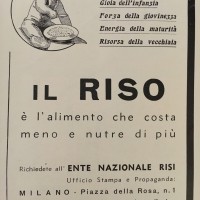 Gioia dell'infanzia
Forza della giovinezza
Energia della maturità
Risorsa della vecchiaia
IL RISO
è l'alimento che costa
meno e nutre di più
Richiedete all' ENTE NAZIONALE RISI
Ufficio Stampa e Propaganda:
MILANO - Piazza della Rosa, n. 1